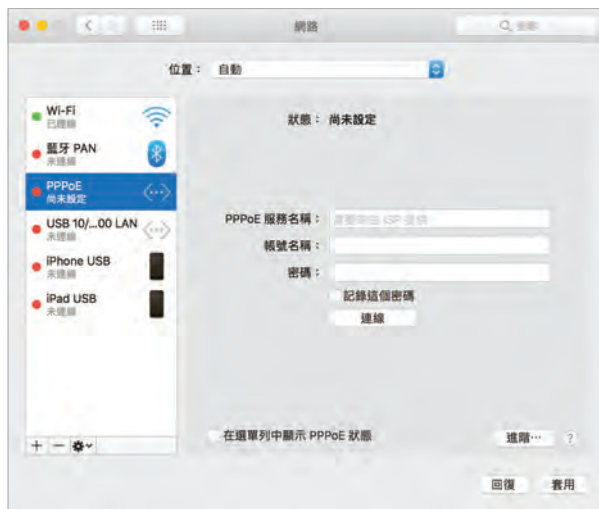 網路
位置： 自動
Wi-Fi
已連線
藍牙 PAN
未連線
PPPoE
尚未設定
USB 10/...00 LAN
未連線
iPhone USB
未連線
iPad USB
未連線
狀態： 尚未設定
PPPoE 服務名稱：
帳號名稱：
密碼：
記錄這個密碼
連線
在選單列中顯示 PPPoE 狀態
進階… ?
回復 套用